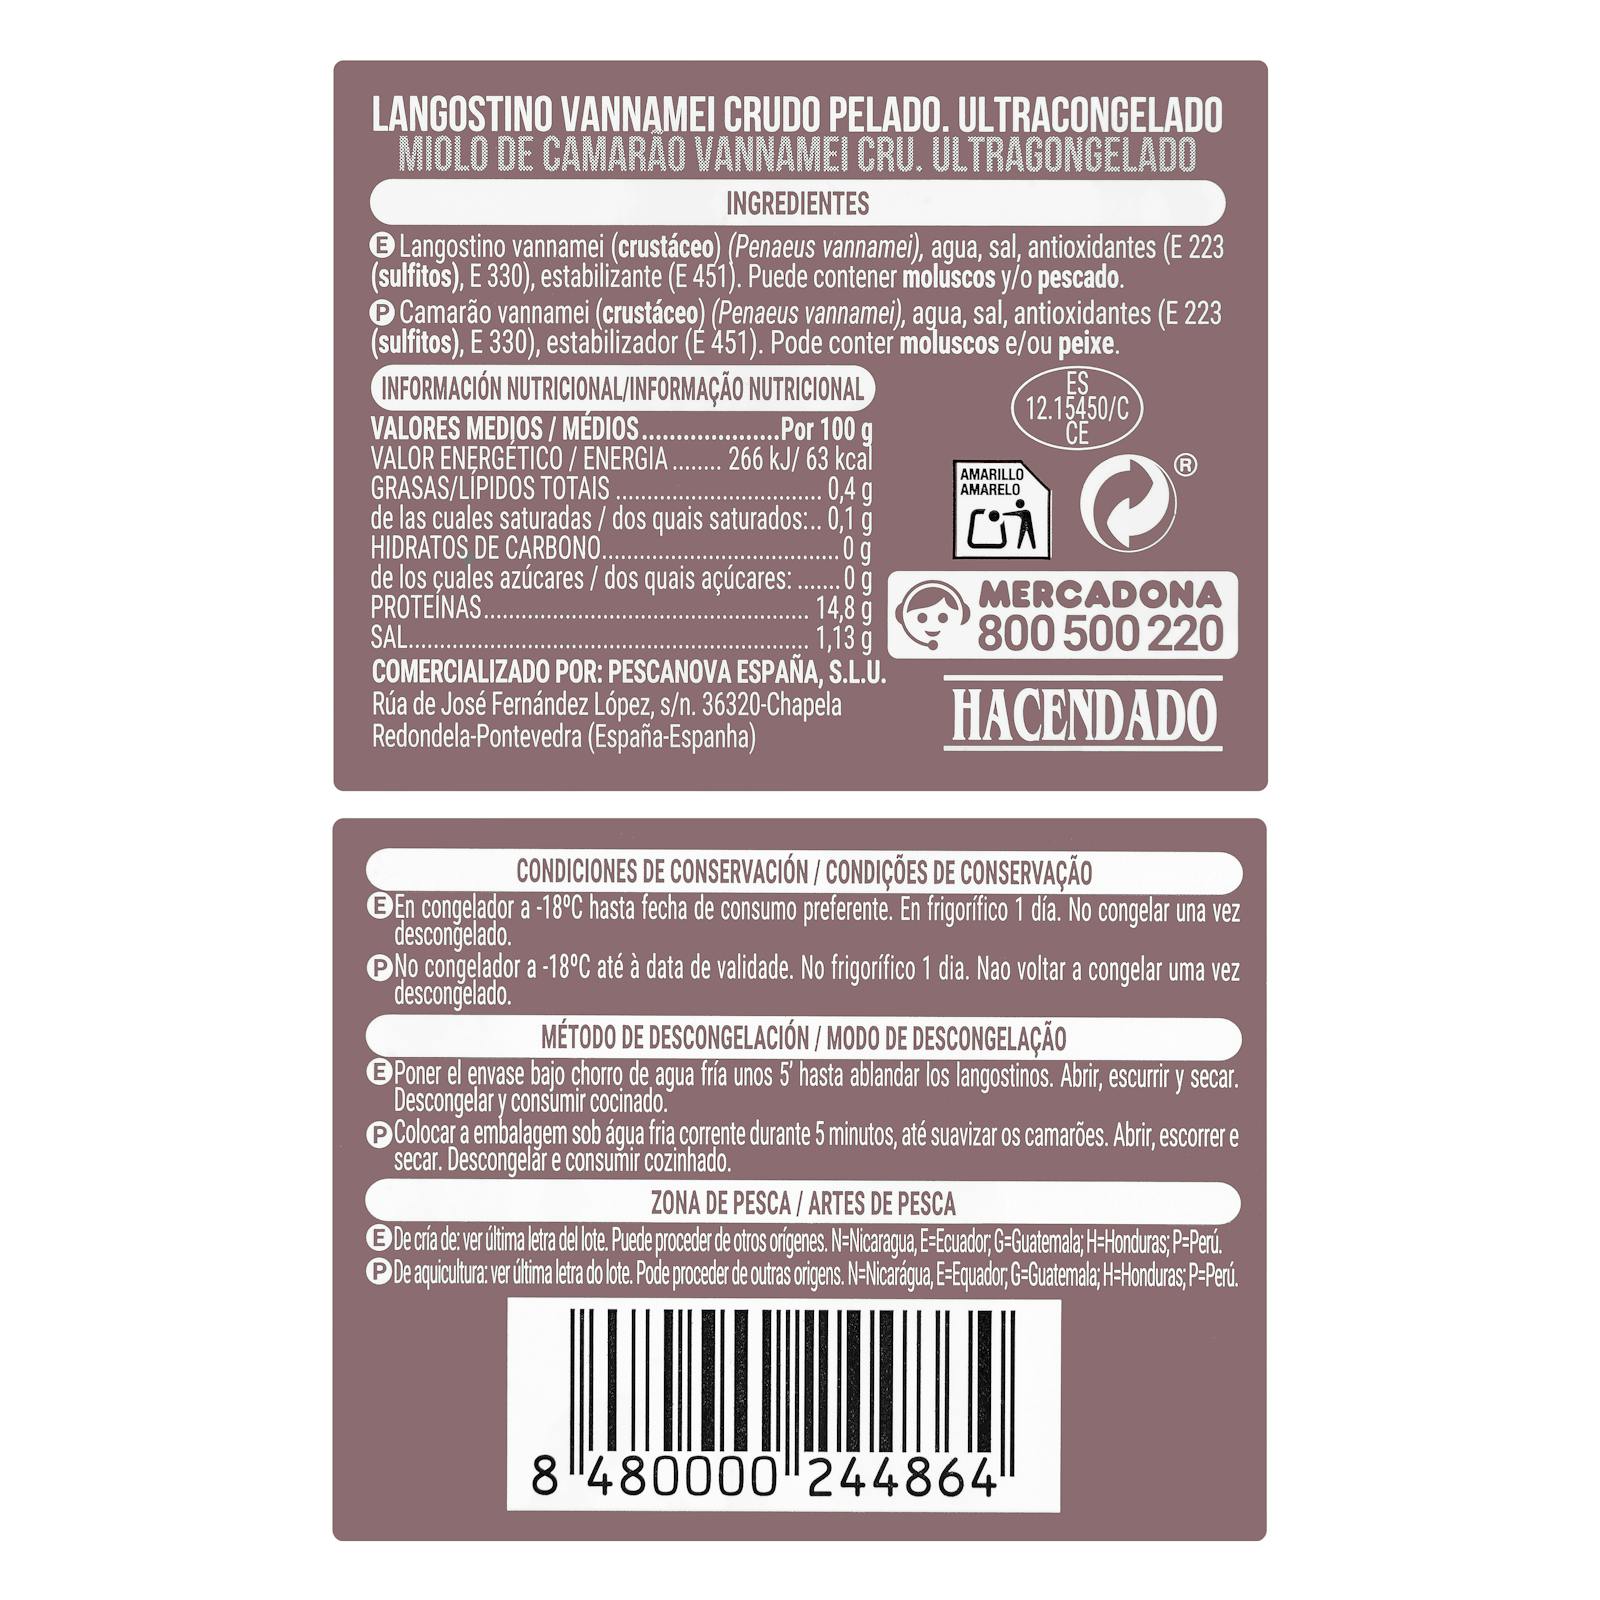 LANGOSTINO VANNAMEI CRUDO PELADO. ULTRACONGELADO
MIOLO DE CAMARÃO VANNAMEI CRU. ULTRAGONGELADO
INGREDIENTES
E Langostino vannamei (crustáceo) (Penaeus vannamei), agua, sal, antioxidantes (E 223
(sulfitos), E 330), estabilizante (E 451). Puede contener moluscos y/o pescado.
P Camarão vannamei (crustáceo) (Penaeus vannamei), agua, sal, antioxidantes (E 223
(sulfitos), E 330), estabilizador (E 451). Pode conter moluscos e/ou peixe.
INFORMACIÓN NUTRICIONAL/INFORMAÇÃO NUTRICIONAL
VALORES MEDIOS / MÉDIOS....................Por 100 g
VALOR ENERGÉTICO / ENERGIA........ 266 kJ/ 63 kcal
GRASAS/LÍPIDOS TOTAIS .............................. 0,4 g
de las cuales saturadas / dos quais saturados:.. 0,1 g
HIDRATOS DE CARBONO..................................0 g
de los cuales azúcares / dos quais açúcares: .......0 g
PROTEÍNAS............................................... 14,8 g
SAL.......................................................... 1,13 g
COMERCIALIZADO POR: PESCANOVA ESPAÑA, S.L.U.
Rúa de José Fernández López, s/n. 36320-Chapela
Redondela-Pontevedra (España-Espanha)
ES
12.15450/C
CE
AMARILLO
AMARELO
®
MERCADONA
800 500 220
HACENDADO
CONDICIONES DE CONSERVACIÓN / CONDIÇÕES DE CONSERVAÇÃO
E En congelador a -18ºC hasta fecha de consumo preferente. En frigorífico 1 día. No congelar una vez
descongelado.
P No congelador a -18ºC até à data de validade. No frigorífico 1 dia. Nao voltar a congelar uma vez
descongelado.
MÉTODO DE DESCONGELACIÓN / MODO DE DESCONGELAÇÃO
E Poner el envase bajo chorro de agua fría unos 5' hasta ablandar los langostinos. Abrir, escurrir y secar.
Descongelar y consumir cocinado.
P Colocar a embalagem sob água fria corrente durante 5 minutos, até suavizar os camarões. Abrir, escorrer e
secar. Descongelar e consumir cozinhado.
ZONA DE PESCA / ARTES DE PESCA
E De cría de: ver última letra del lote. Puede proceder de otros orígenes. N=Nicaragua, E=Ecuador; G=Guatemala; H=Honduras; P=Perú.
P De aquicultura: ver última letra do lote. Pode proceder de outras origens. N=Nicarágua, E=Equador; G=Guatemala; H=Honduras; P=Perú.
8 480000 244864